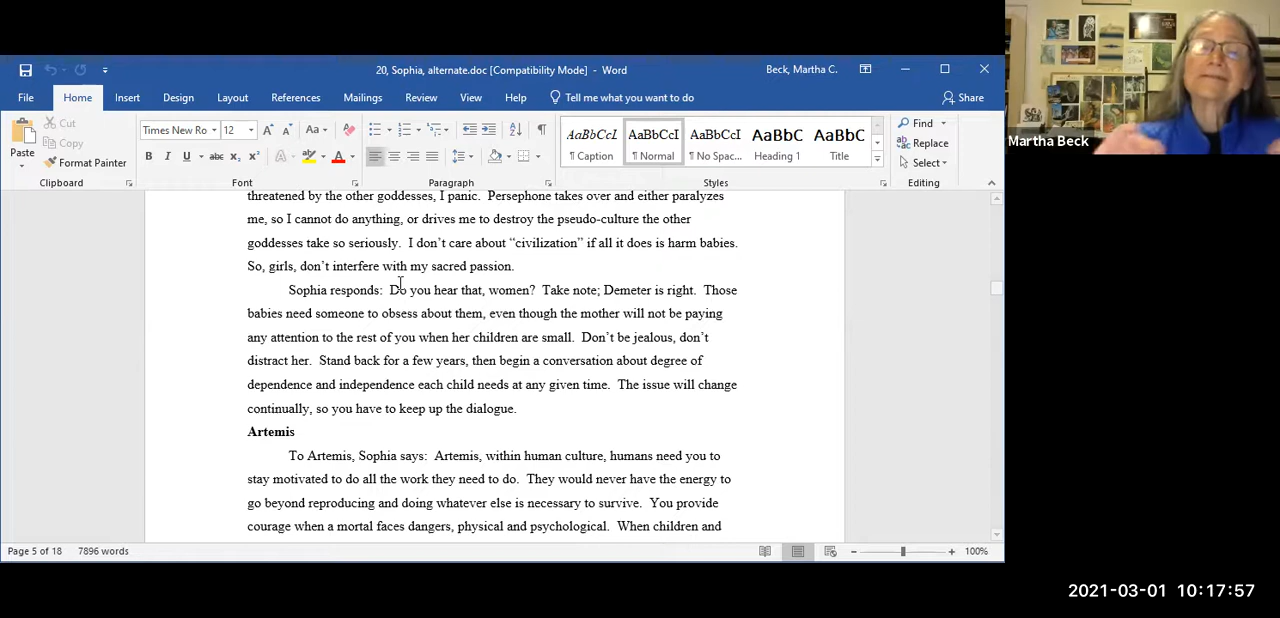 20, Sophia, alternate.doc [Compatibility Mode] - Word
Beck, Martha C.
File Home Insert Design Layout References Mailings Review View Help Tell me what you want to do Share
Paste
Cut
Copy
Format Painter
Clipboard
Times New Ro 12 Aa
B I U abc x₂ x² A A
Font
Paragraph
AaBbCcI AaBbCcI AaBbCcI AaBbC AaBbC
¶ Caption ¶ Normal ¶ No Spac... Heading 1 Title
Styles
Find
Replace
Select
Editing
Martha Beck
threatened by the other goddesses, I panic.  Persephone takes over and either paralyzes
me, so I cannot do anything, or drives me to destroy the pseudo-culture the other
goddesses take so seriously.  I don’t care about “civilization” if all it does is harm babies.
So, girls, don’t interfere with my sacred passion.
Sophia responds:  Do you hear that, women?  Take note; Demeter is right.  Those
babies need someone to obsess about them, even though the mother will not be paying
any attention to the rest of you when her children are small.  Don’t be jealous, don’t
distract her.  Stand back for a few years, then begin a conversation about degree of
dependence and independence each child needs at any given time.  The issue will change
continually, so you have to keep up the dialogue.
Artemis
To Artemis, Sophia says:  Artemis, within human culture, humans need you to
stay motivated to do all the work they need to do.  They would never have the energy to
go beyond reproducing and doing whatever else is necessary to survive.  You provide
courage when a mortal faces dangers, physical and psychological.  When children and
Page 5 of 18 7896 words 100%
2021-03-01 10:17:57